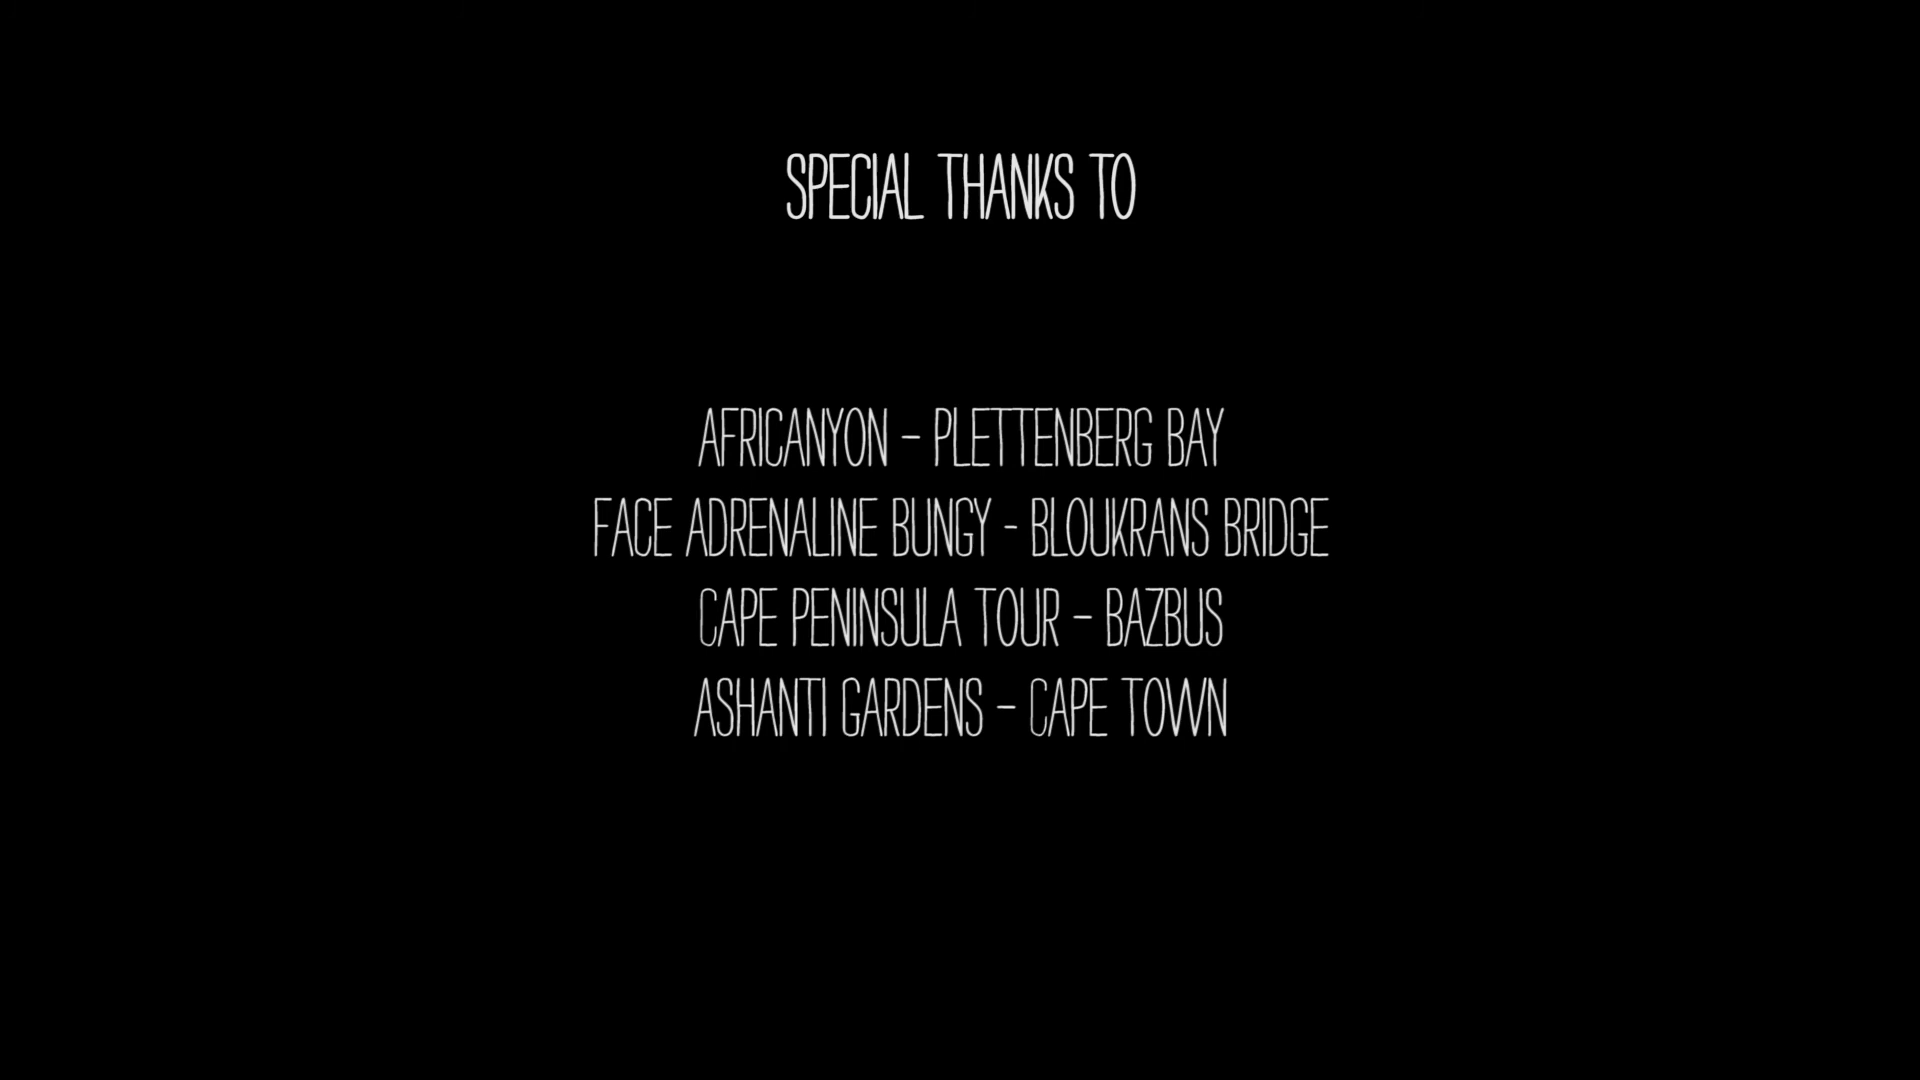 SPECIAL THANKS TO
AFRICANYON – PLETTENBERG BAY
FACE ADRENALINE BUNGY - BLOUKRANS BRIDGE
CAPE PENINSULA TOUR – BAZBUS
ASHANTI GARDENS – CAPE TOWN